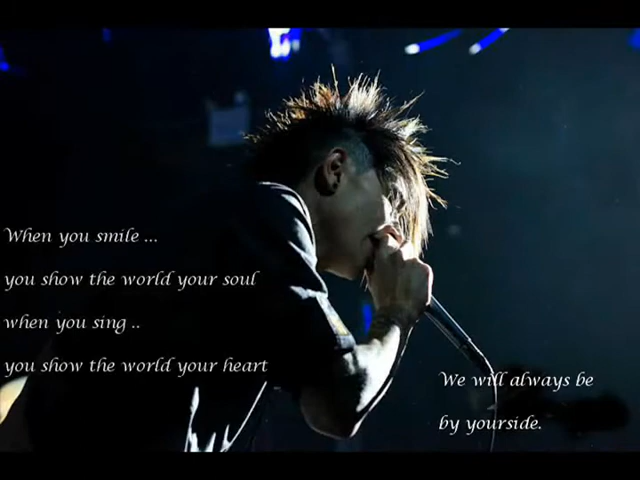 When you smile ...
you show the world your soul
when you sing ..
you show the world your heart
We will always be
by yourside.